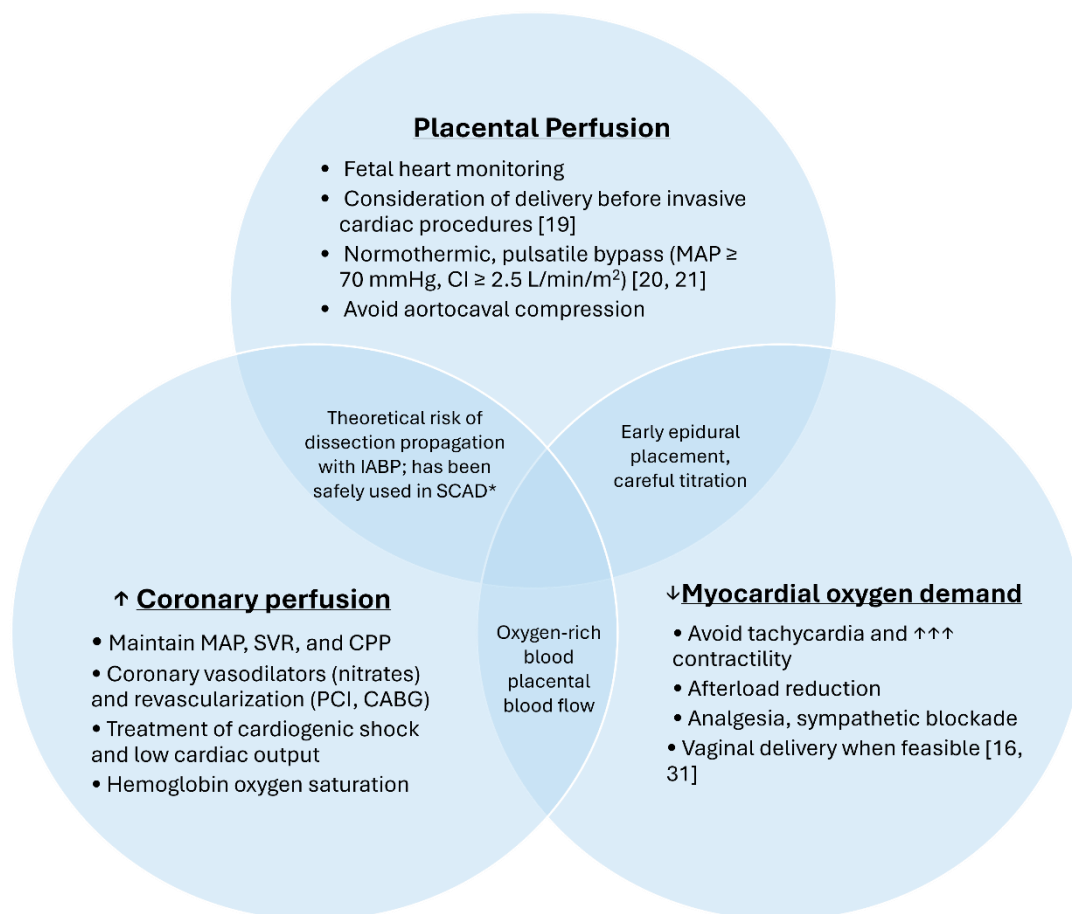 Placental Perfusion
• Fetal heart monitoring
• Consideration of delivery before invasive
cardiac procedures [19]
• Normothermic, pulsatile bypass (MAP ≥
70 mmHg, CI ≥ 2.5 L/min/m²) [20, 21]
• Avoid aortocaval compression
Theoretical risk of
dissection propagation
with IABP; has been
safely used in SCAD*
Early epidural
placement,
careful titration
↑ Coronary perfusion
• Maintain MAP, SVR, and CPP
• Coronary vasodilators (nitrates)
and revascularization (PCI, CABG)
• Treatment of cardiogenic shock
and low cardiac output
• Hemoglobin oxygen saturation
Oxygen-rich
blood
placental
blood flow
↓Myocardial oxygen demand
• Avoid tachycardia and ↑↑↑
contractility
• Afterload reduction
• Analgesia, sympathetic blockade
• Vaginal delivery when feasible [16,
31]